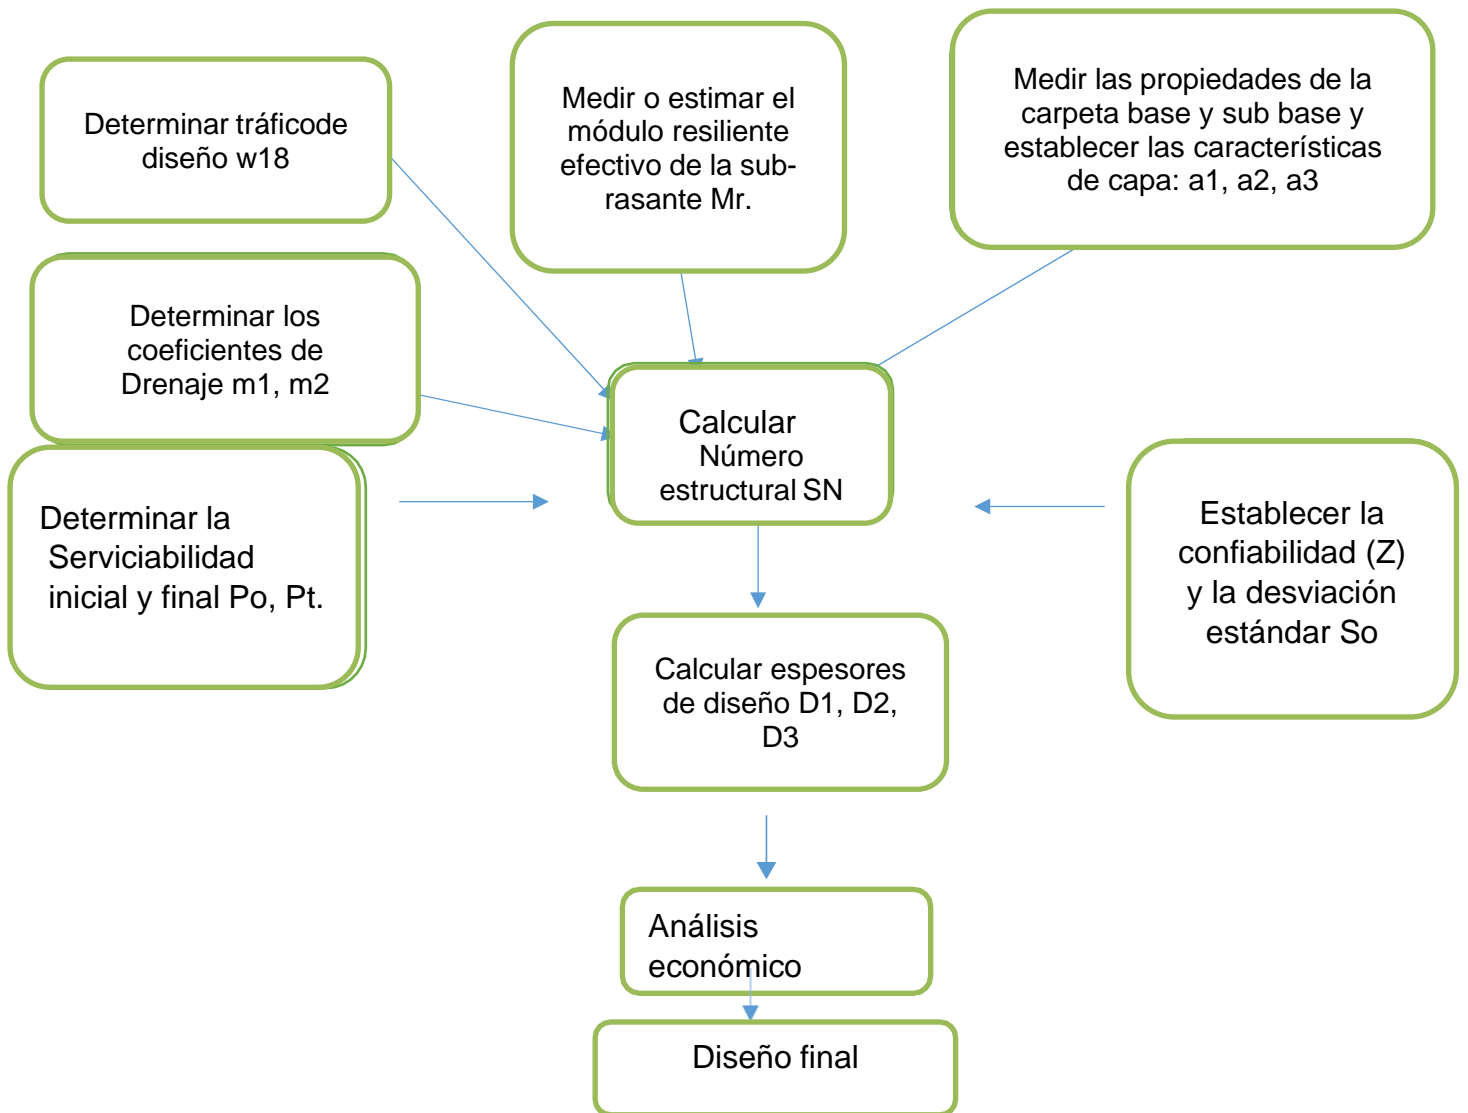 Determinar tráficode
diseño w18
Medir o estimar el
módulo resiliente
efectivo de la sub-
rasante Mr.
Medir las propiedades de la
carpeta base y sub base y
establecer las características
de capa: a1, a2, a3
Determinar los
coeficientes de
Drenaje m1, m2
Calcular
Número
estructural SN
Determinar la
Serviciabilidad
inicial y final Po, Pt.
Establecer la
confiabilidad (Z)
y la desviación
estándar So
Calcular espesores
de diseño D1, D2,
D3
Análisis
económico
Diseño final